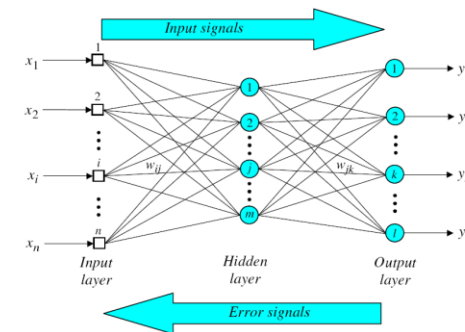 Input signals
x1
1
1
1
y
x2
2
2
2
y
xi
i
wij
j
wjk
k
y
xn
n
m
l
y
Input layer
Hidden layer
Output layer
Error signals